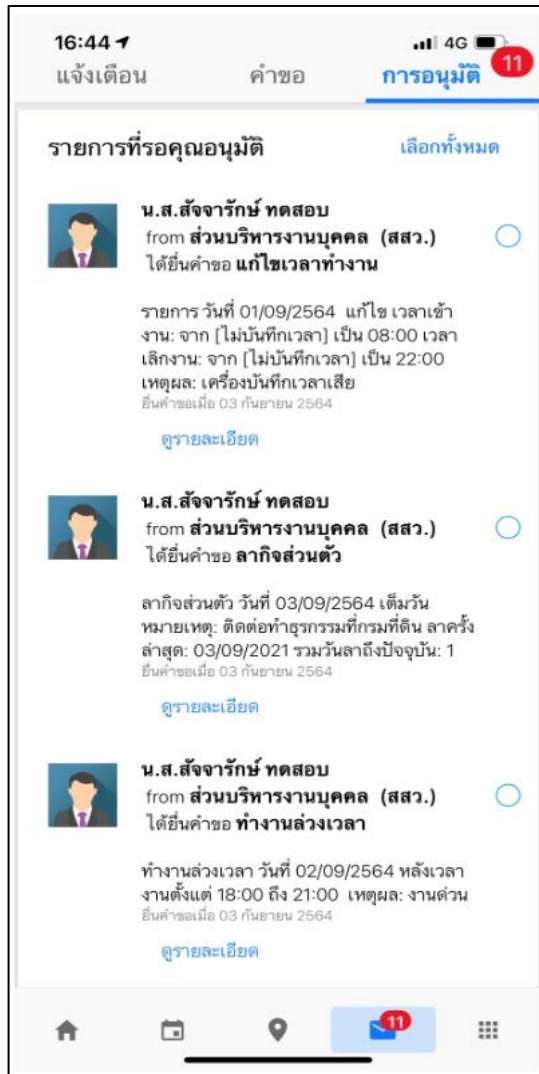 16:44 4G
แจ้งเตือน คำขอ การอนุมัติ 11
รายการที่รอคุณอนุมัติ เลือกทั้งหมด
น.ส.สัจจารักษ์ ทดสอบ
from ส่วนบริหารงานบุคคล (สสว.)
ได้ยื่นคำขอ แก้ไขเวลาทำงาน
รายการ วันที่ 01/09/2564 แก้ไข เวลาเข้า
งาน: จาก [ไม่บันทึกเวลา] เป็น 08:00 เวลา
เลิกงาน: จาก [ไม่บันทึกเวลา] เป็น 22:00
เหตุผล: เครื่องบันทึกเวลาเสีย
ยื่นคำขอเมื่อ 03 กันยายน 2564
ดูรายละเอียด
น.ส.สัจจารักษ์ ทดสอบ
from ส่วนบริหารงานบุคคล (สสว.)
ได้ยื่นคำขอ ลากิจส่วนตัว
ลากิจส่วนตัว วันที่ 03/09/2564 เต็มวัน
หมายเหตุ: ติดต่อทำธุรกรรมที่กรมที่ดิน ลาครั้ง
ล่าสุด: 03/09/2021 รวมวันลาถึงปัจจุบัน: 1
ยื่นคำขอเมื่อ 03 กันยายน 2564
ดูรายละเอียด
น.ส.สัจจารักษ์ ทดสอบ
from ส่วนบริหารงานบุคคล (สสว.)
ได้ยื่นคำขอ ทำงานล่วงเวลา
ทำงานล่วงเวลา วันที่ 02/09/2564 หลังเวลา
งานตั้งแต่ 18:00 ถึง 21:00 เหตุผล: งานด่วน
ยื่นคำขอเมื่อ 03 กันยายน 2564
ดูรายละเอียด
11